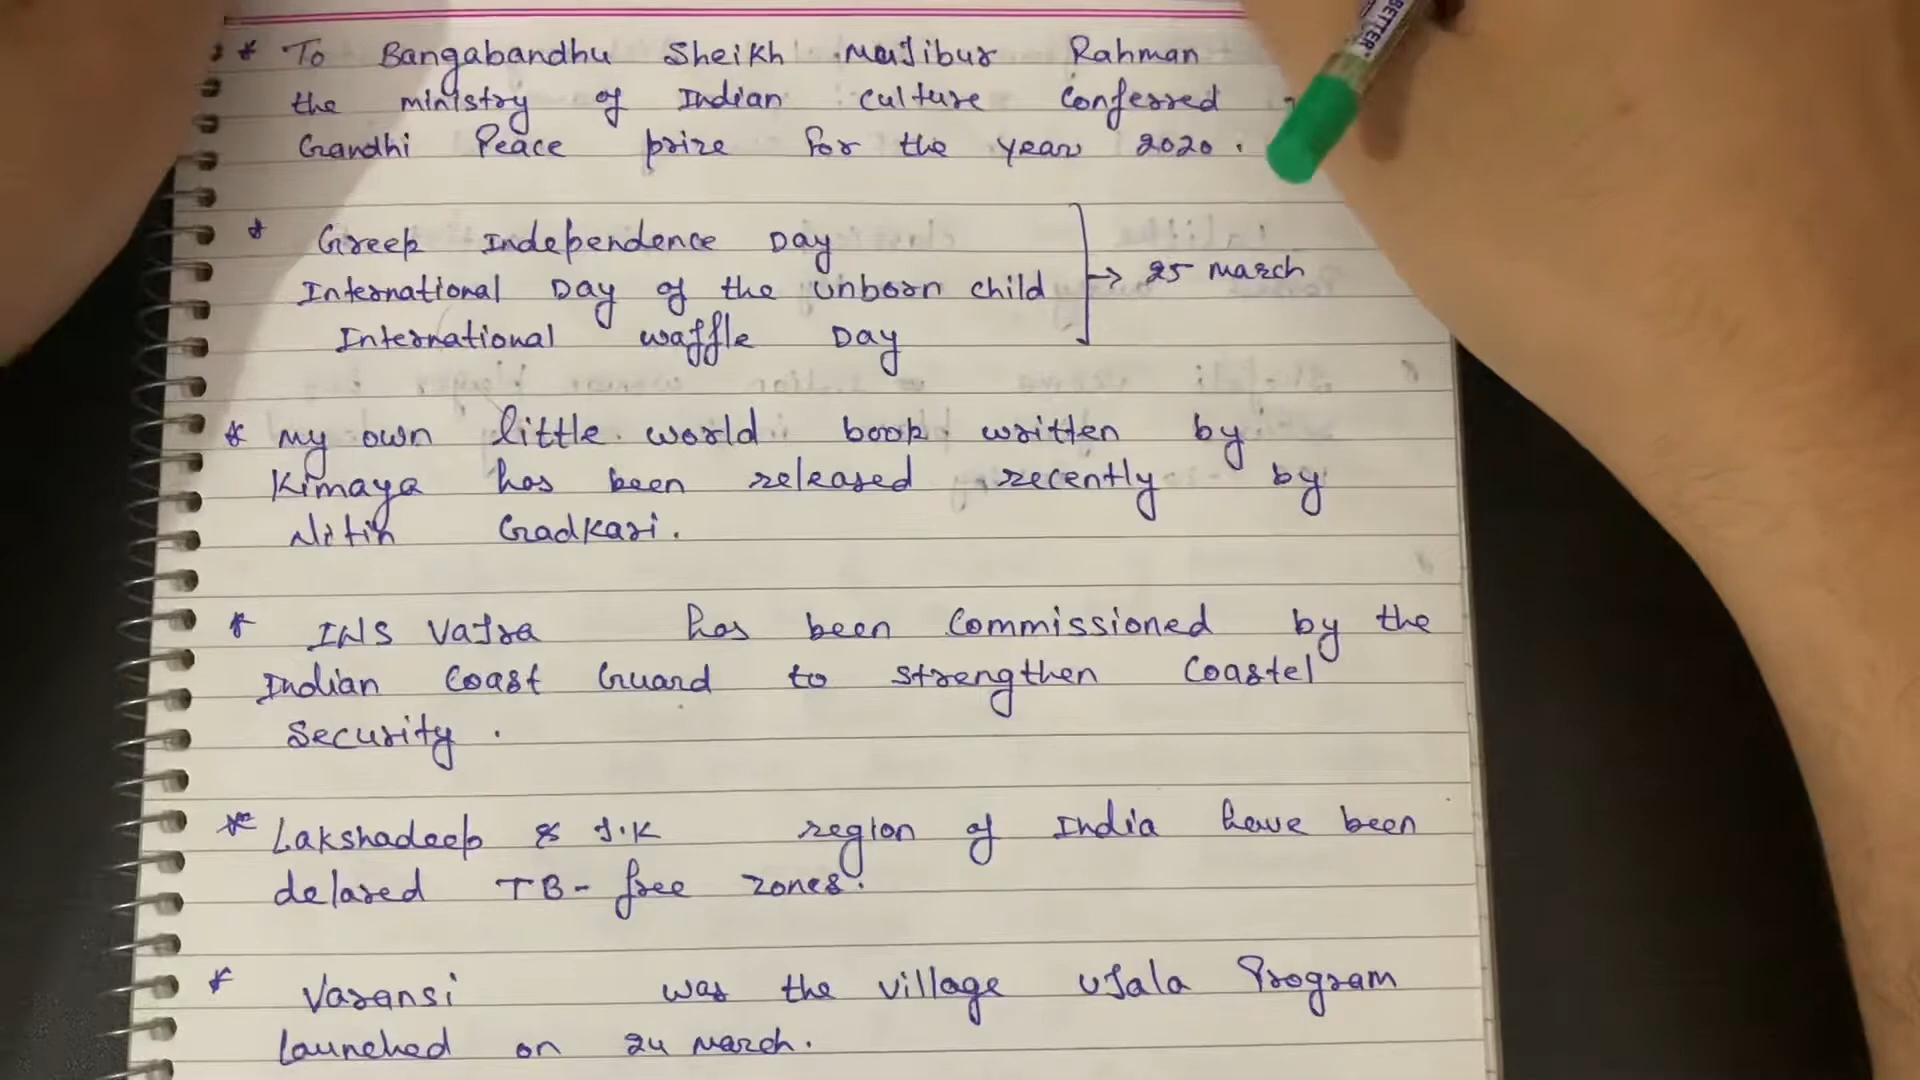 * To Bangabandhu Sheikh Mujibur Rahman
the ministry of Indian culture conferred
Gandhi Peace prize for the year 2020.
* Greek Independence Day
International Day of the unborn child → 25 March
International waffle Day
* My own little world book written by
Kimaya has been released recently by
Nitin Gadkari.
* INS Vajra has been Commissioned by the
Indian Coast Guard to strengthen Coastel
Security.
* Lakshadeep & J.K region of India have been
delared TB-free zones.
* Varansi was the village uJala Program
launched on 24 March.
BETTER